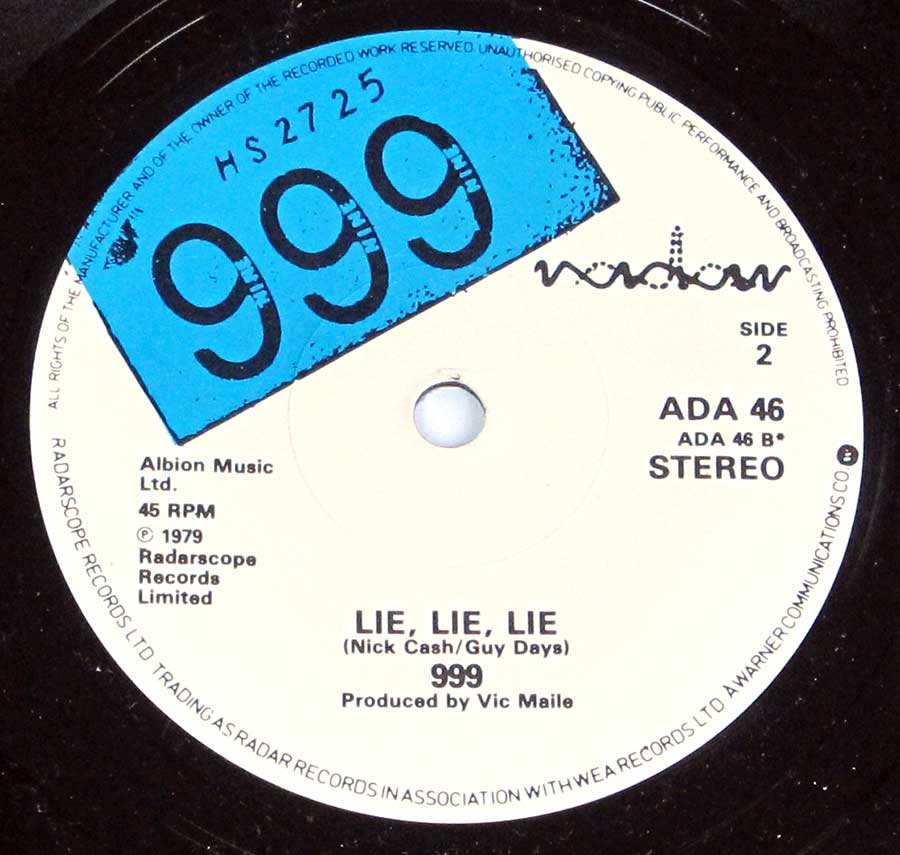 ALL RIGHTS OF THE MANUFACTURER AND OF THE OWNER OF THE RECORDED WORK RESERVED. UNAUTHORISED COPYING PUBLIC PERFORMANCE AND BROADCASTING PROHIBITED
HS2725
999
NINE NINE NINE
radar
SIDE
2
ADA 46
ADA 46 B*
STEREO
Albion Music
Ltd.
45 RPM
℗ 1979
Radarscope
Records
Limited
LIE, LIE, LIE
(Nick Cash/Guy Days)
999
Produced by Vic Maile
RADARSCOPE RECORDS LTD TRADING AS RADAR RECORDS IN ASSOCIATION WITH WEA RECORDS LTD A WARNER COMMUNICATIONS CO.